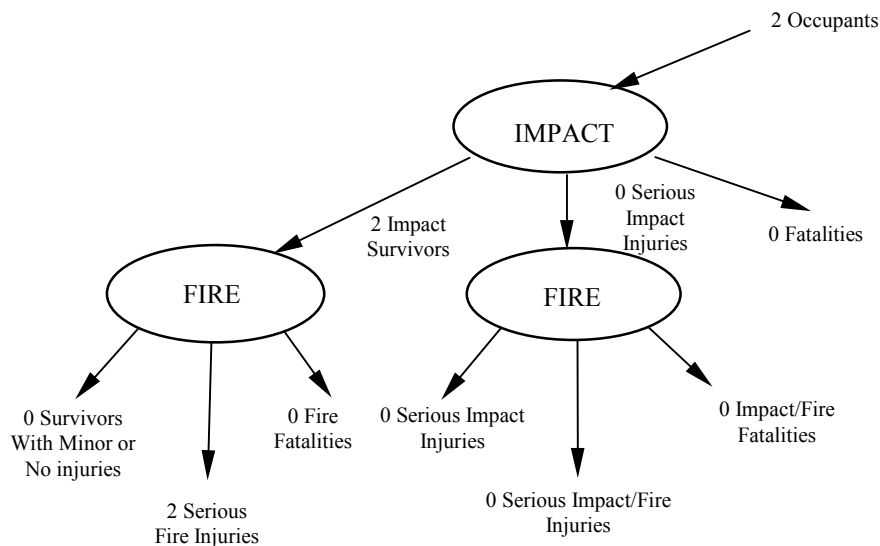 2 Occupants
IMPACT
2 Impact
Survivors
0 Serious
Impact
Injuries
0 Fatalities
FIRE
FIRE
0 Survivors
With Minor or
No injuries
2 Serious
Fire Injuries
0 Fire
Fatalities
0 Serious Impact
Injuries
0 Serious Impact/Fire
Injuries
0 Impact/Fire
Fatalities